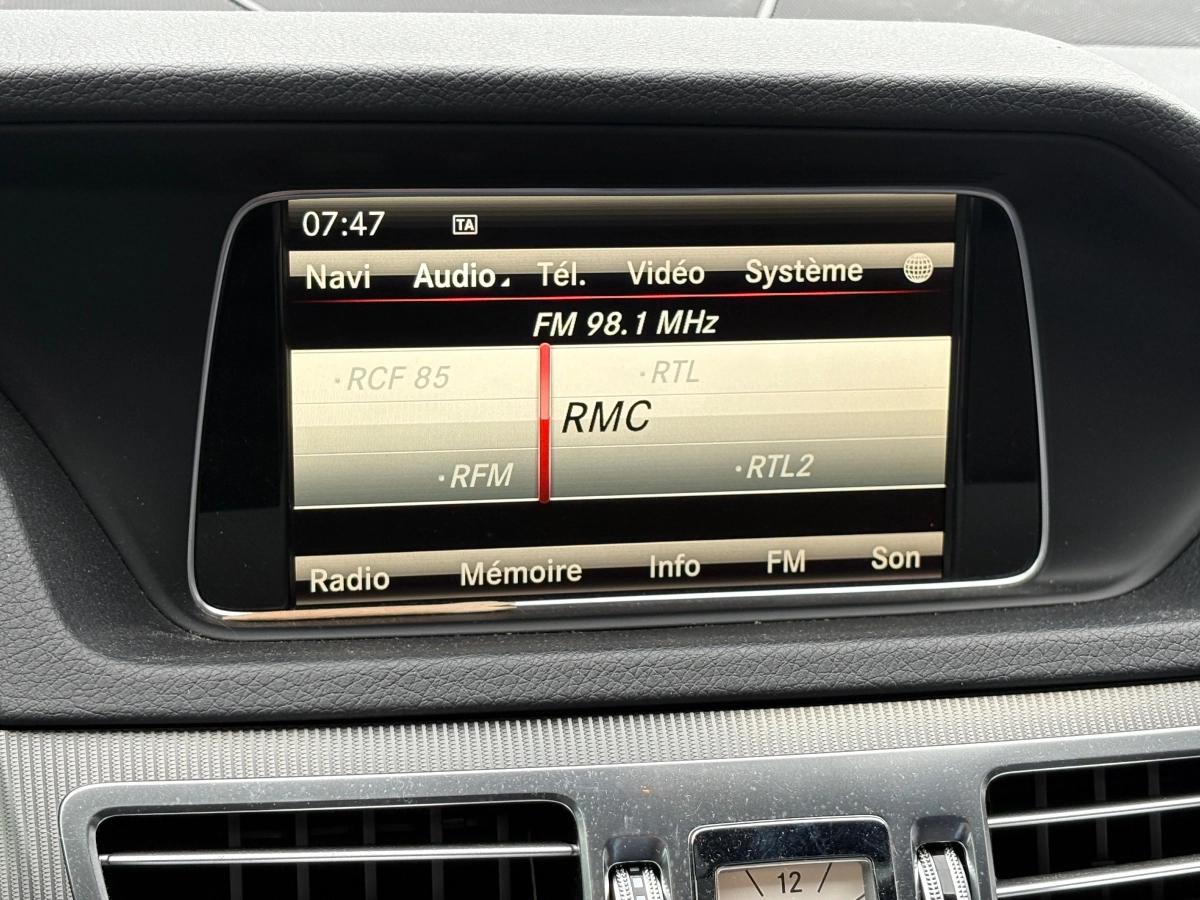 07:47 TA
Navi Audio Tél. Vidéo Système
FM 98.1 MHz
·RCF 85 ·RTL
RMC
·RFM ·RTL2
Radio Mémoire Info FM Son
12